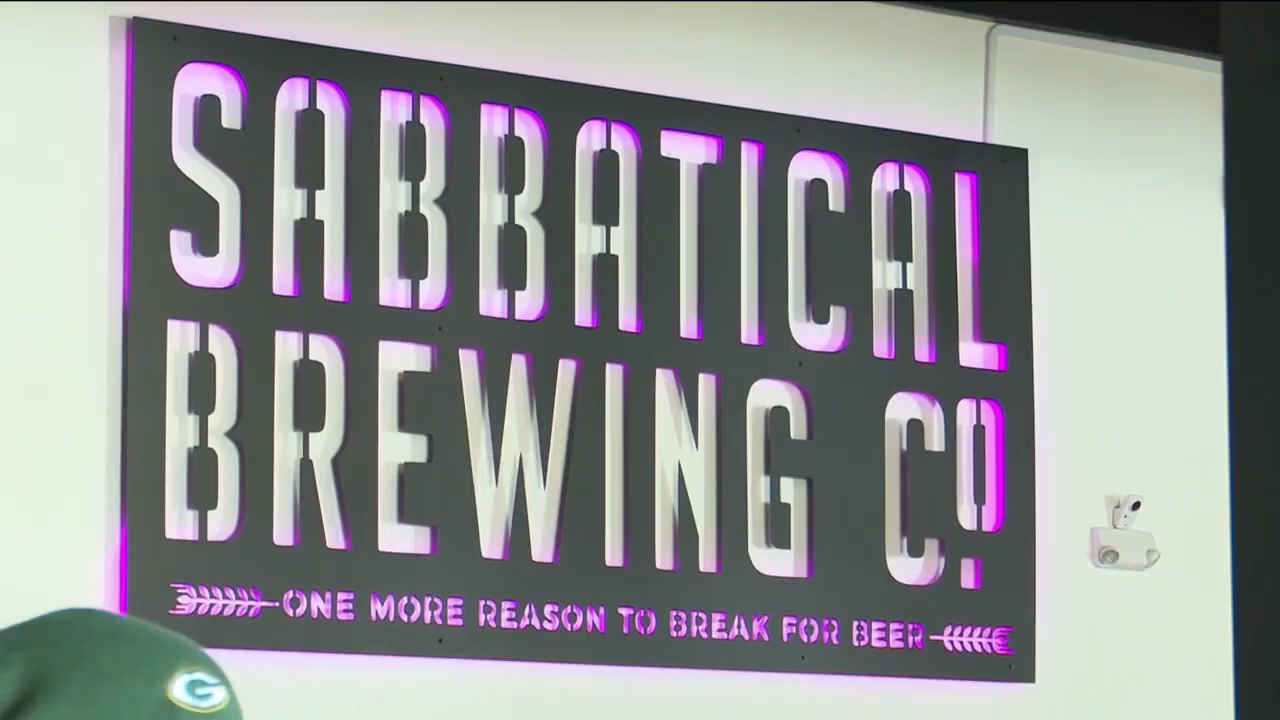 SABBATICAL
BREWING CO.
ONE MORE REASON TO BREAK FOR BEER
G